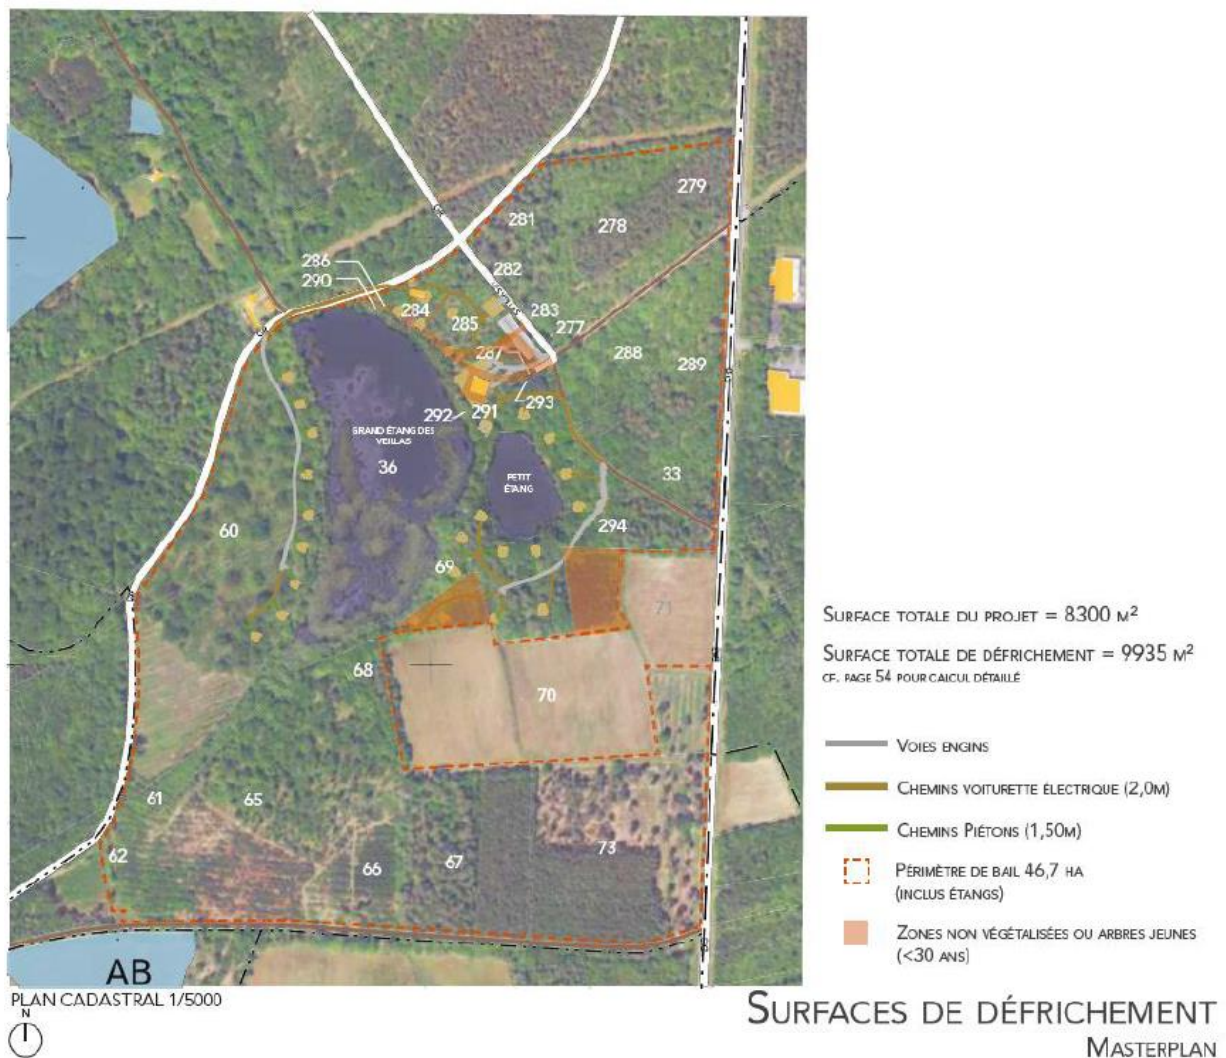 279
281
278
282
286
290
284
285
283
277
287
288
289
293
292
291
GRAND ÉTANG DES
VEILLAS
36
PETIT
ÉTANG
33
60
294
69
71
68
70
61
65
62
66
67
73
AB
PLAN CADASTRAL 1/5000
N
SURFACE TOTALE DU PROJET = 8300 M²
SURFACE TOTALE DE DÉFRICHEMENT = 9935 M²
CF. PAGE 54 POUR CALCUL DÉTAILLÉ
VOIES ENGINS
CHEMINS VOITURETTE ÉLECTRIQUE (2,0M)
CHEMINS PIÉTONS (1,50M)
PÉRIMÈTRE DE BAIL 46,7 HA
(INCLUS ÉTANGS)
ZONES NON VÉGÉTALISÉES OU ARBRES JEUNES
(<30 ANS)
SURFACES DE DÉFRICHEMENT
MASTERPLAN